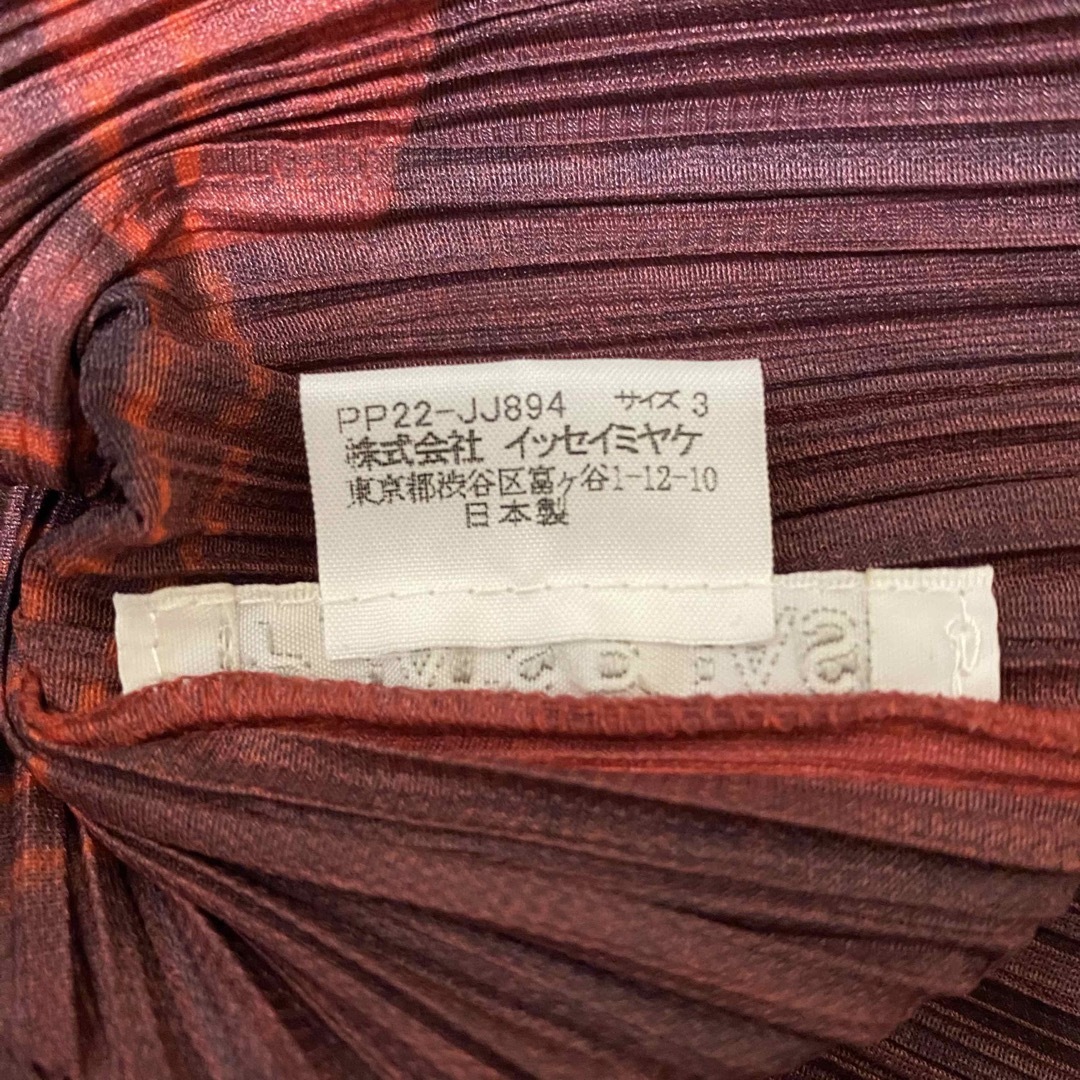 PP22-JJ894 サイズ 3
株式会社 イッセイミヤケ
東京都渋谷区富ヶ谷1-12-10
日本製